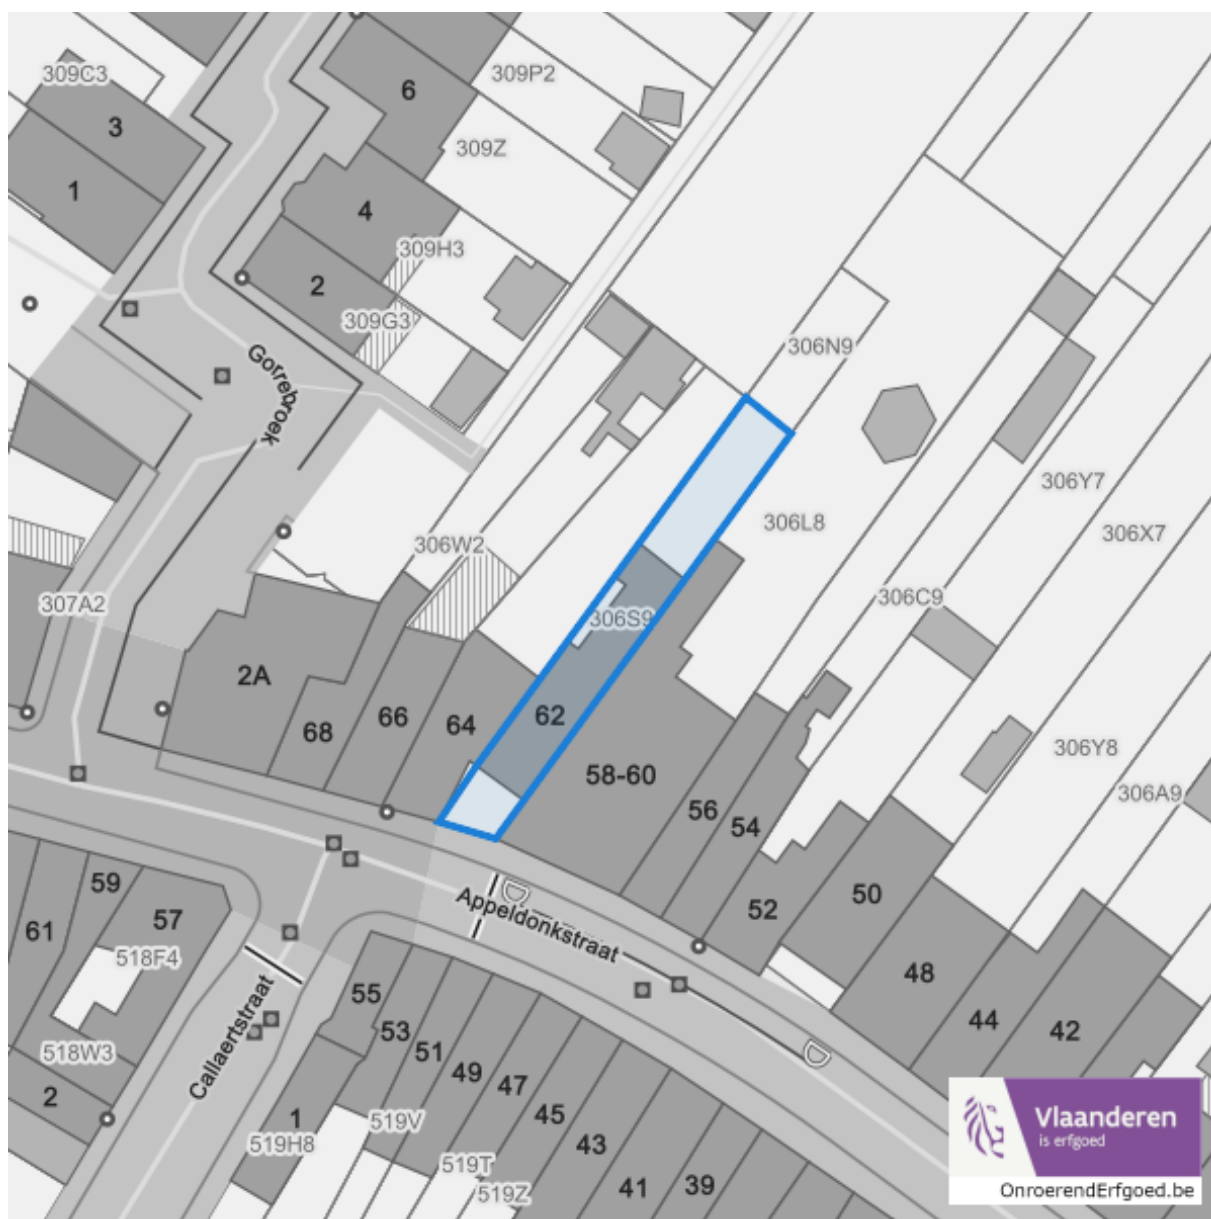 309C3
3
1
6
309P2
309Z
4
309H3
2
309G3
Gorrebroek
306N9
306W2
306L8
306Y7
306X7
306C9
307A2
306S9
2A
68
66
64
62
58-60
56
54
52
50
48
44
42
306Y8
306A9
61
59
57
518F4
518W3
2
Callaertstraat
Appeldonkstraat
55
53
51
49
47
45
43
41
39
1
519H8
519V
519T
519Z
Vlaanderen
is erfgoed
OnroerendErfgoed.be